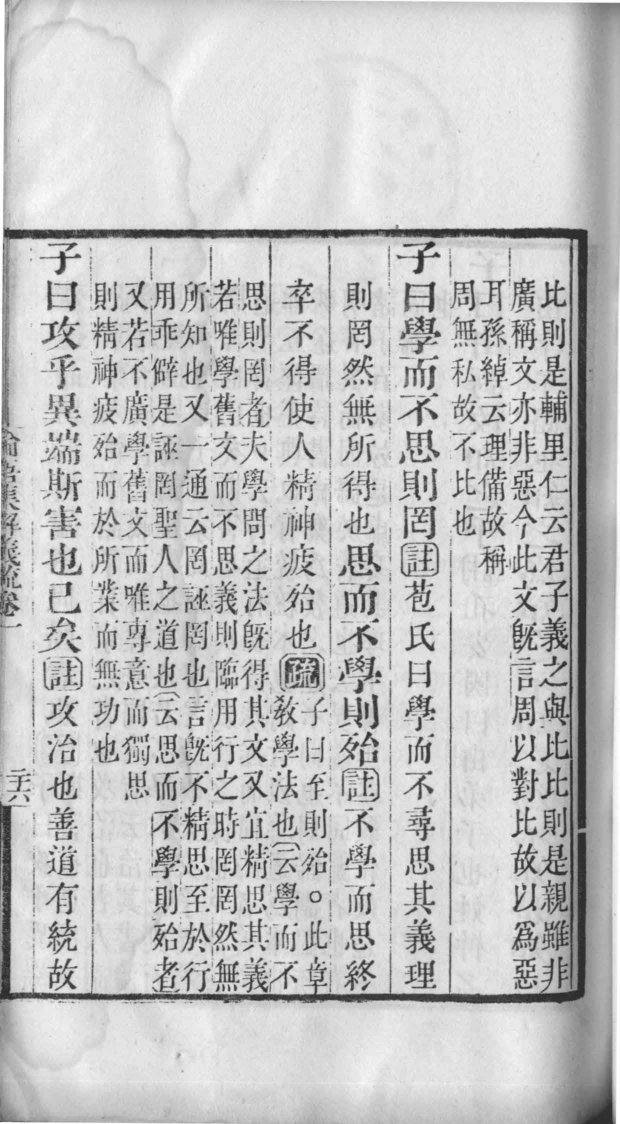 比則是輔里仁云君子義之與比比則是親雖非
廣稱文亦非惡今此文旣言周以對比故以爲惡
耳孫綽云理備故稱
周無私故不比也
子曰學而不思則罔註苞氏曰學而不尋思其義理
則罔然無所得也思而不學則殆註不學而思終
卒不得使人精神疲殆也疏子曰至則殆。此章
敎學法也云學而不
思則罔者夫學問之法旣得其文又宜精思其義
若唯學舊文而不思義則臨用行之時罔罔然無
所知也又一通云罔誣罔也言旣不精思至於行
用乖僻是誣罔聖人之道也云思而不學則殆者
又若不廣學舊文而唯專意而獨思
則精神疲殆而於所業而無功也
子曰攻乎異端斯害也已矣註攻治也善道有統故
論語集解義疏卷一
二十六